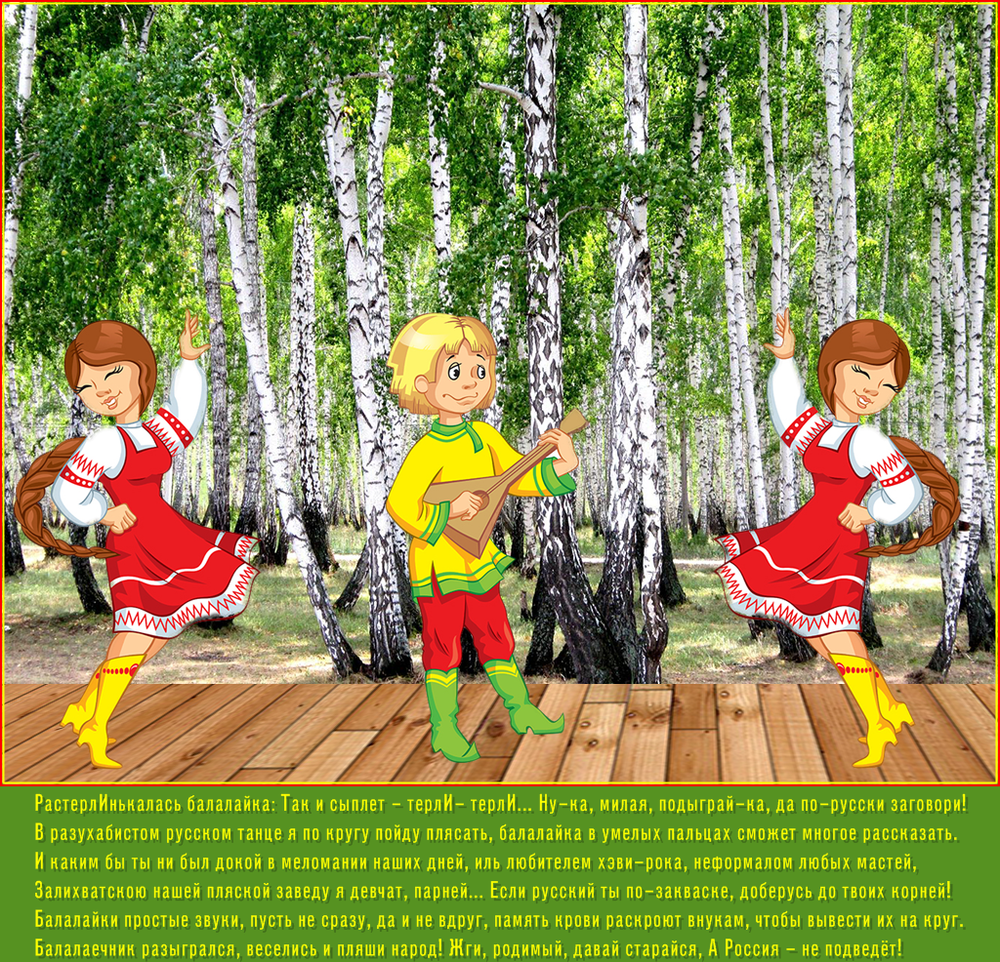 РастерлИнькалась балалайка: Так и сыплет – терлИ– терлИ... Ну–ка, милая, подыграй–ка, да по–русски заговори!
В разухабистом русском танце я по кругу пойду плясать, балалайка в умелых пальцах сможет многое рассказать.
И каким бы ты ни был докой в меломании наших дней, иль любителем хэви–рока, неформалом любых мастей,
Залихватскою нашей пляской заведу я девчат, парней... Если русский ты по–закваске, доберусь до твоих корней!
Балалайки простые звуки, пусть не сразу, да и не вдруг, память крови раскроют внукам, чтобы вывести их на круг.
Балалаечник разыгрался, веселись и пляши народ! Жги, родимый, давай старайся, А Россия – не подведёт!